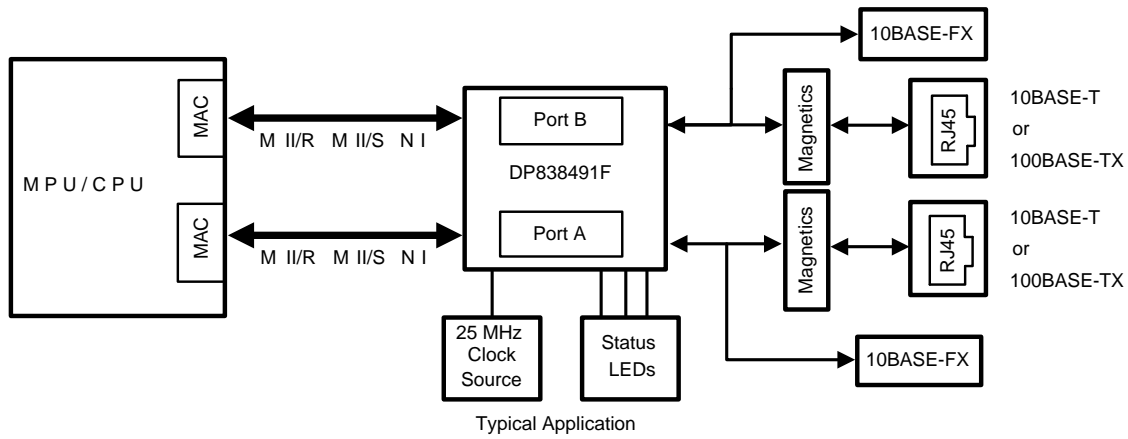 10BASE-FX
MAC
M II/R M II/S N I
Port B
Magnetics
RJ45
10BASE-T
or
100BASE-TX
DP838491F
M P U / C P U
MAC
M II/R M II/S N I
Port A
Magnetics
RJ45
10BASE-T
or
100BASE-TX
25 MHz
Clock
Source
Status
LEDs
10BASE-FX
Typical Application